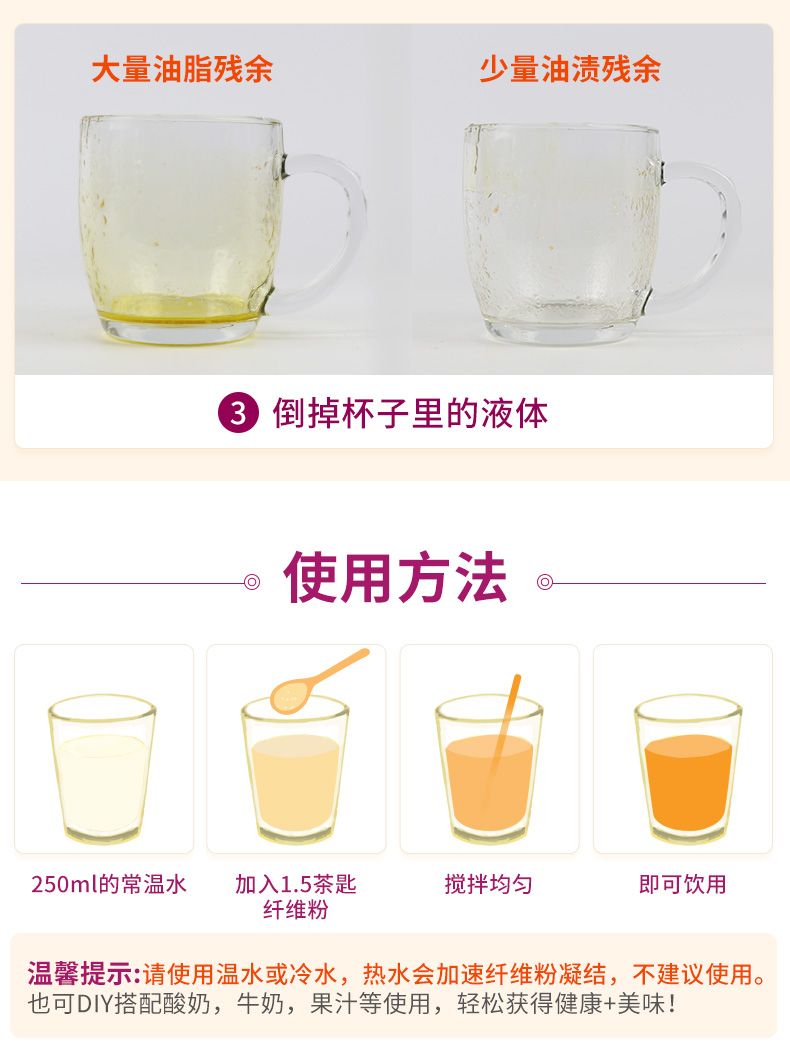 大量油脂残余
少量油渍残余
3 倒掉杯子里的液体
使用方法
250ml的常温水
加入1.5茶匙
纤维粉
搅拌均匀
即可饮用
温馨提示:请使用温水或冷水，热水会加速纤维粉凝结，不建议使用。
也可DIY搭配酸奶，牛奶，果汁等使用，轻松获得健康+美味！